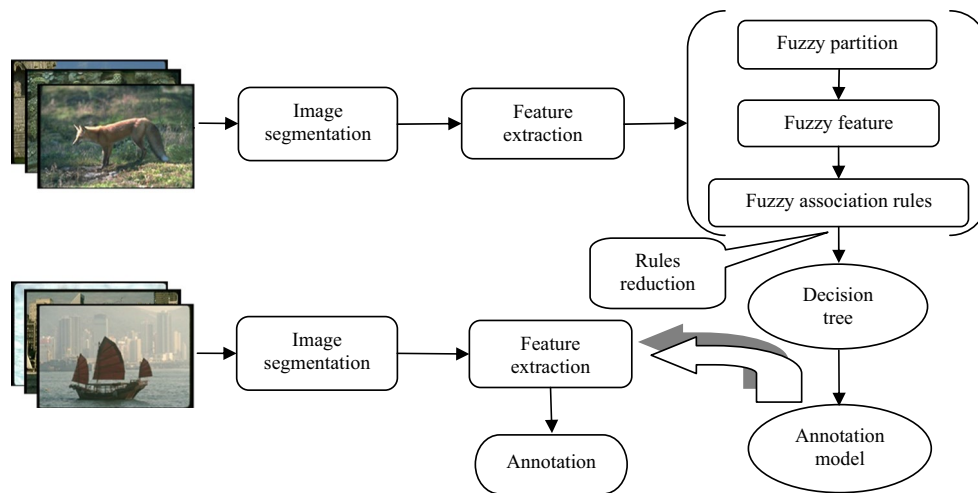 Fuzzy partition
Image
segmentation
Feature
extraction
Fuzzy feature
Fuzzy association rules
Rules
reduction
Decision
tree
Image
segmentation
Feature
extraction
Annotation
Annotation
model